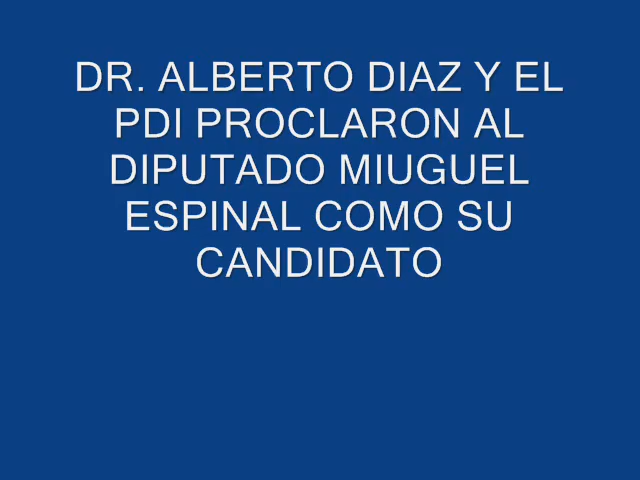 DR. ALBERTO DIAZ Y EL
PDI PROCLARON AL
DIPUTADO MIUGUEL
ESPINAL COMO SU
CANDIDATO